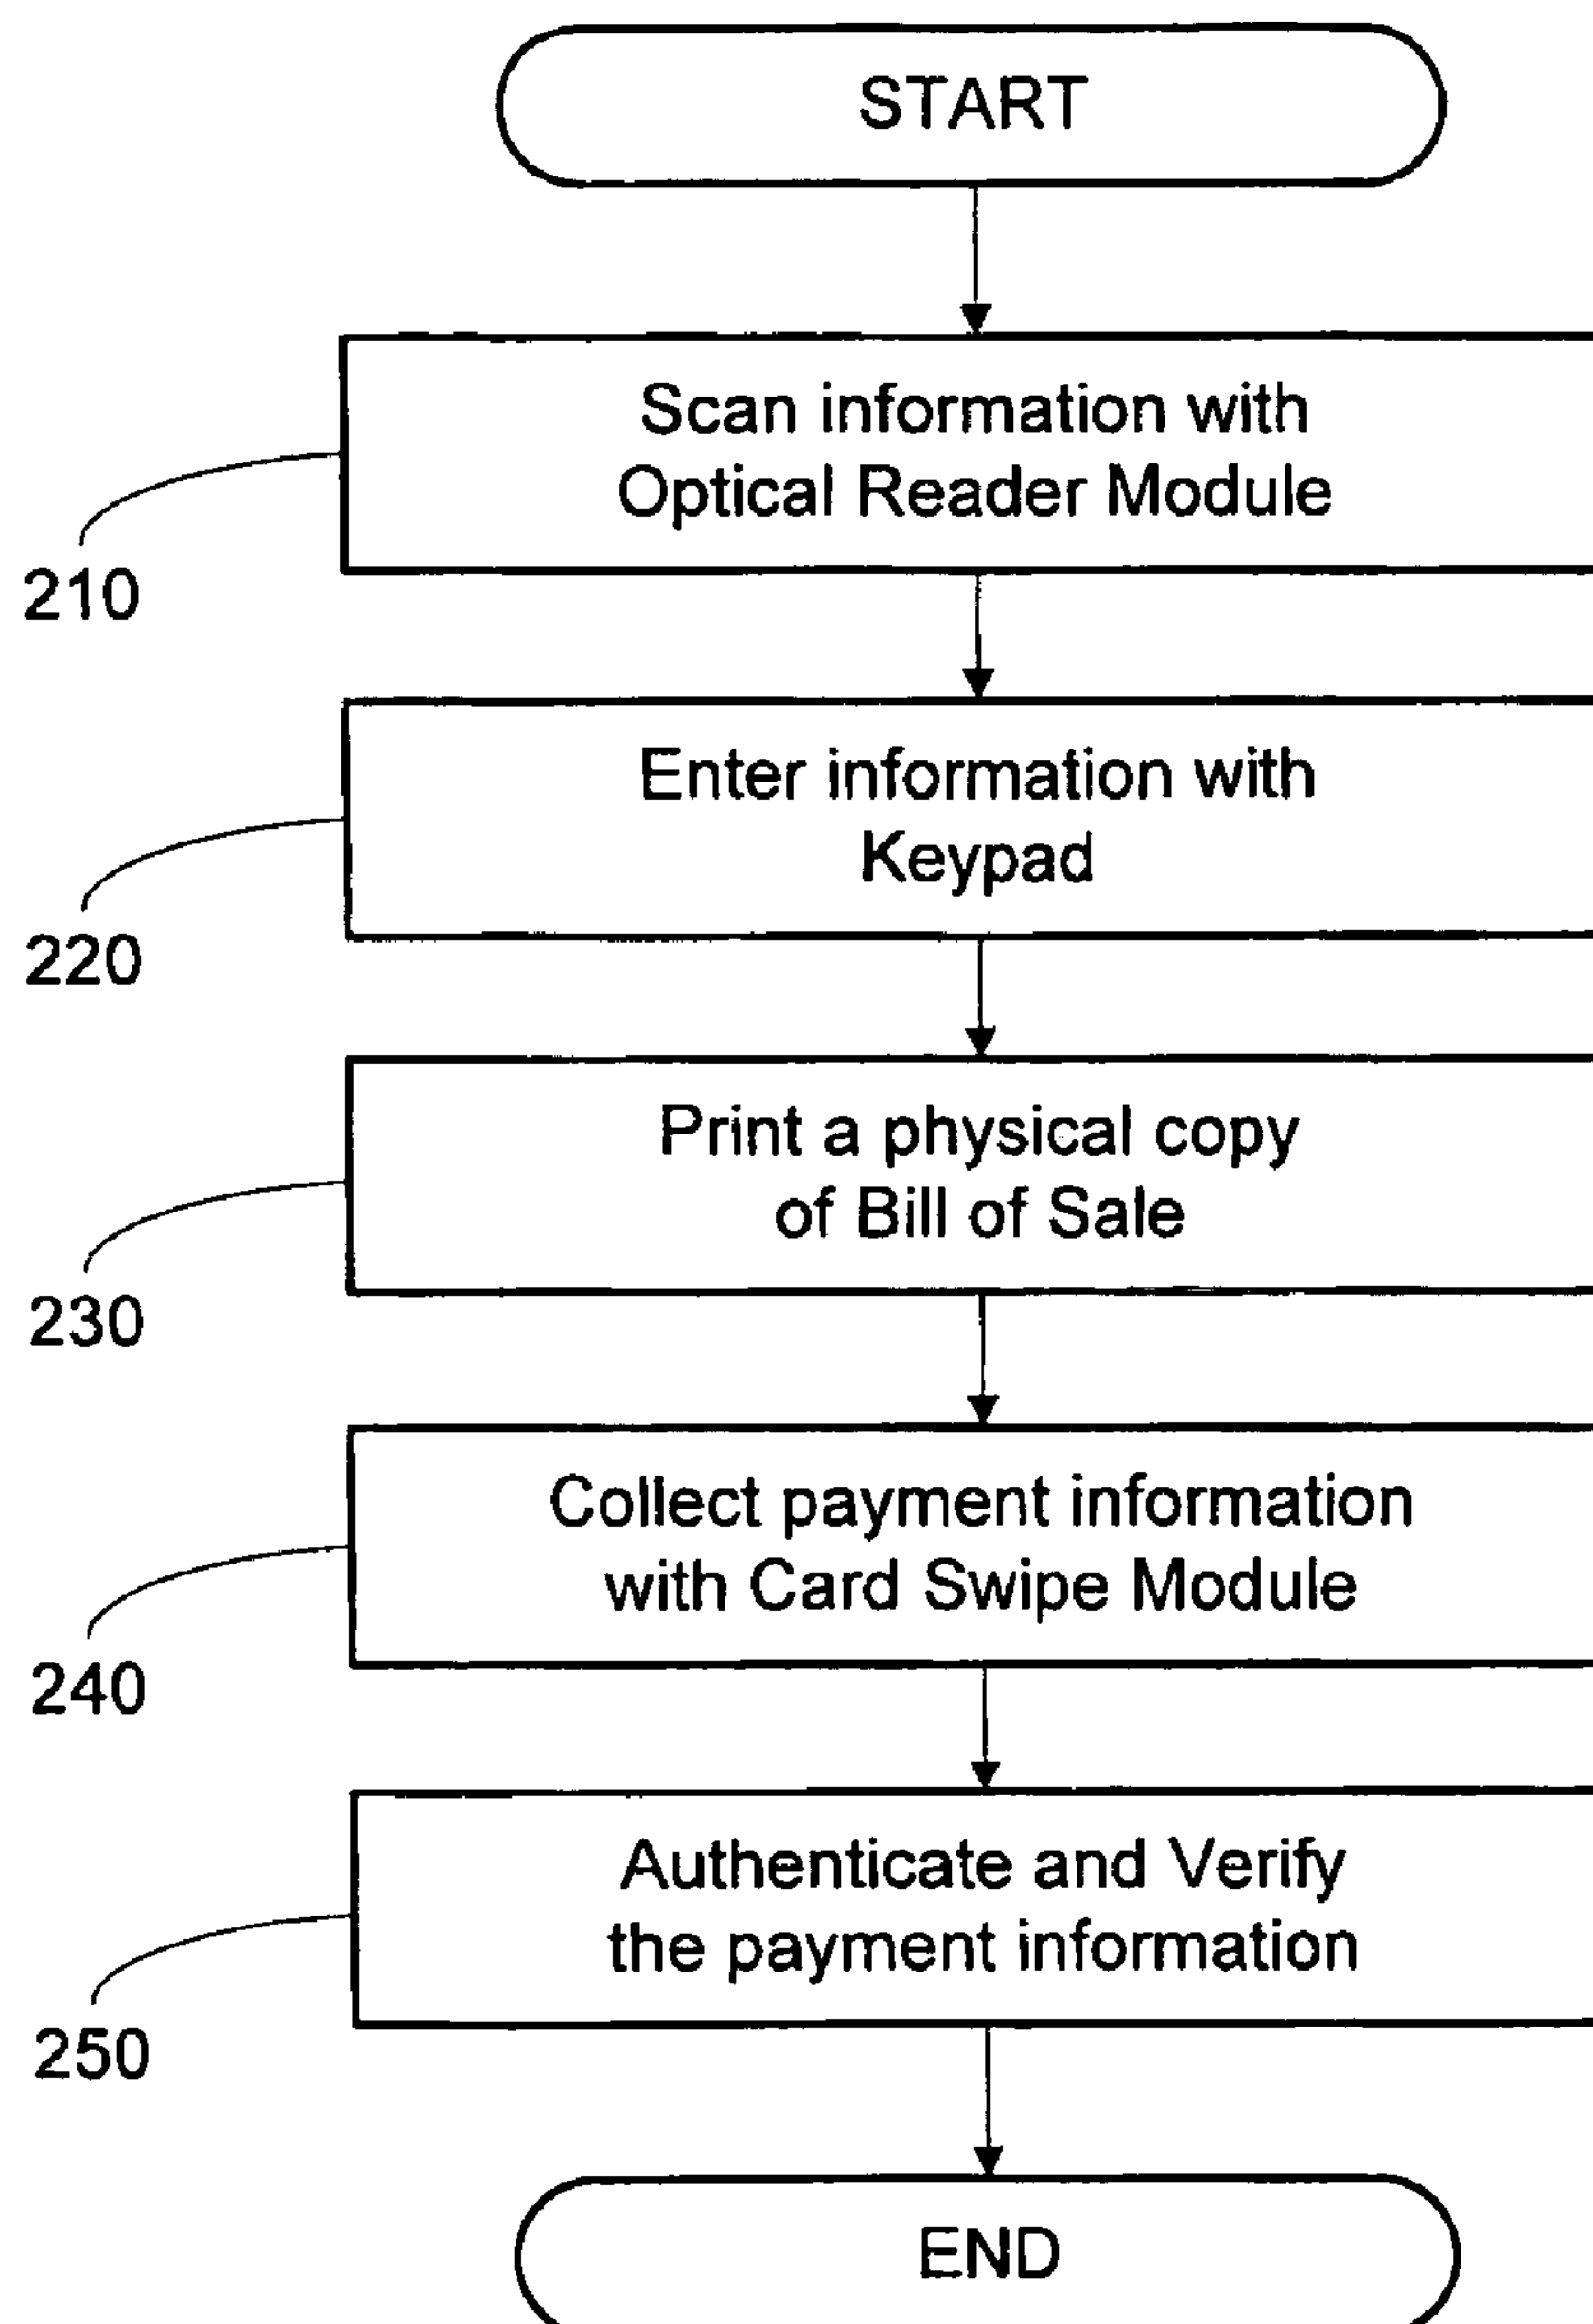 START
Scan information with
Optical Reader Module
210
Enter information with
Keypad
220
Print a physical copy
of Bill of Sale
230
Collect payment information
with Card Swipe Module
240
Authenticate and Verify
the payment information
250
END